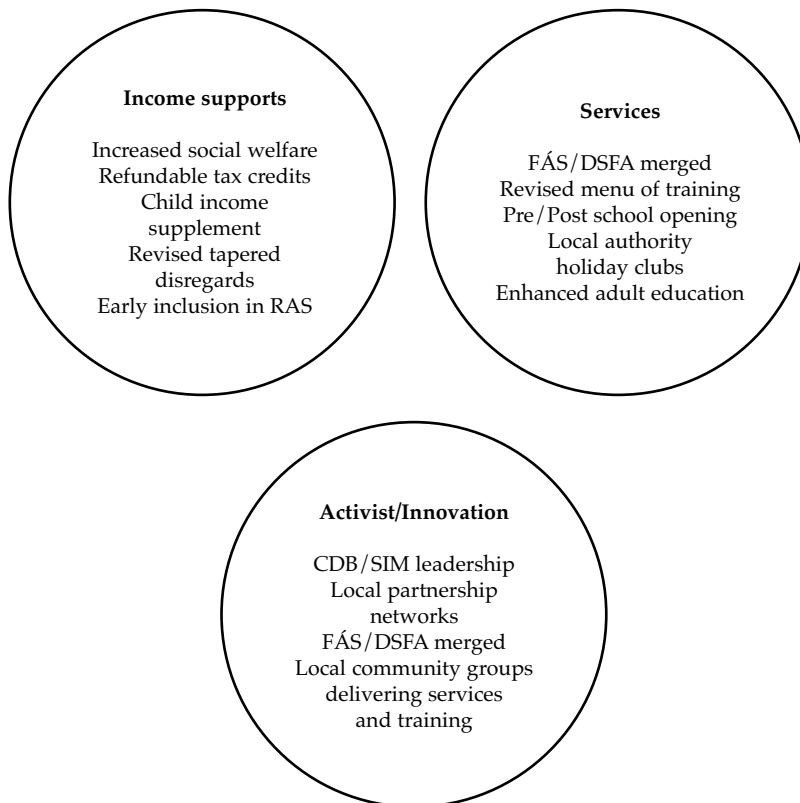 Income supports
Increased social welfare
Refundable tax credits
Child income
supplement
Revised tapered
disregards
Early inclusion in RAS
Services
FÁS/DSFA merged
Revised menu of training
Pre/Post school opening
Local authority
holiday clubs
Enhanced adult education
Activist/Innovation
CDB/SIM leadership
Local partnership
networks
FÁS/DSFA merged
Local community groups
delivering services
and training